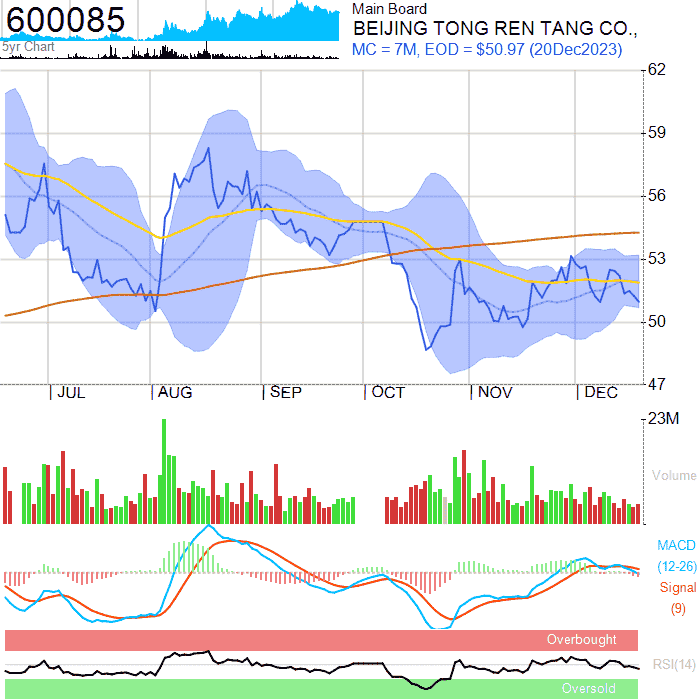 600085
5yr Chart
Main Board
BEIJING TONG REN TANG CO.,
MC = 7M, EOD = $50.97 (20Dec2023)
62
59
56
53
50
47
JUL
AUG
SEP
OCT
NOV
DEC
23M
Volume
MACD
(12-26)
Signal
(9)
Overbought
RSI(14)
Oversold